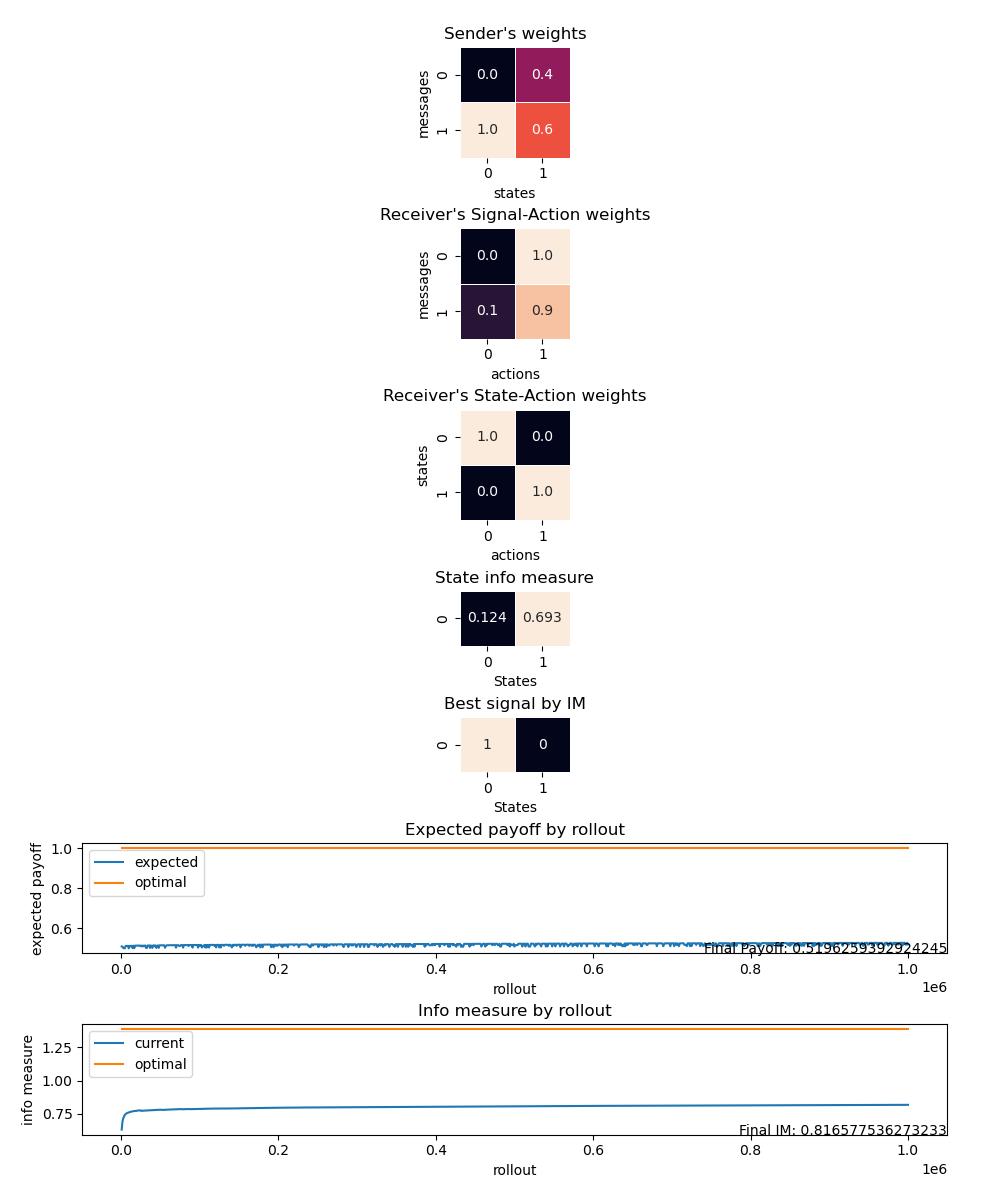 Sender's weights
messages
0
0.0 0.4
1
1.0 0.6
0 1
states
Receiver's Signal-Action weights
messages
0
0.0 1.0
1
0.1 0.9
0 1
actions
Receiver's State-Action weights
states
0
1.0 0.0
1
0.0 1.0
0 1
actions
State info measure
0
0.124 0.693
0 1
States
Best signal by IM
0
1 0
0 1
States
Expected payoff by rollout
expected payoff
1.0
0.8
0.6
expected
optimal
Final Payoff: 0.5196259392924245
0.0 0.2 0.4 0.6 0.8 1.0
1e6
rollout
Info measure by rollout
info measure
1.25
1.00
0.75
current
optimal
Final IM: 0.816577536273233
0.0 0.2 0.4 0.6 0.8 1.0
1e6
rollout